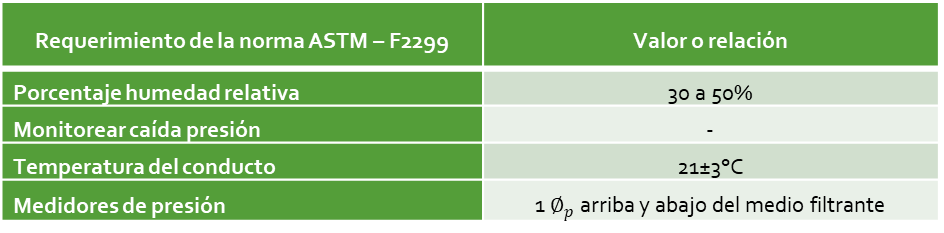 Requerimiento de la norma ASTM – F2299 Valor o relación
Porcentaje humedad relativa 30 a 50%
Monitorear caída presión -
Temperatura del conducto 21±3°C
Medidores de presión 1 Ø𝑝 arriba y abajo del medio filtrante